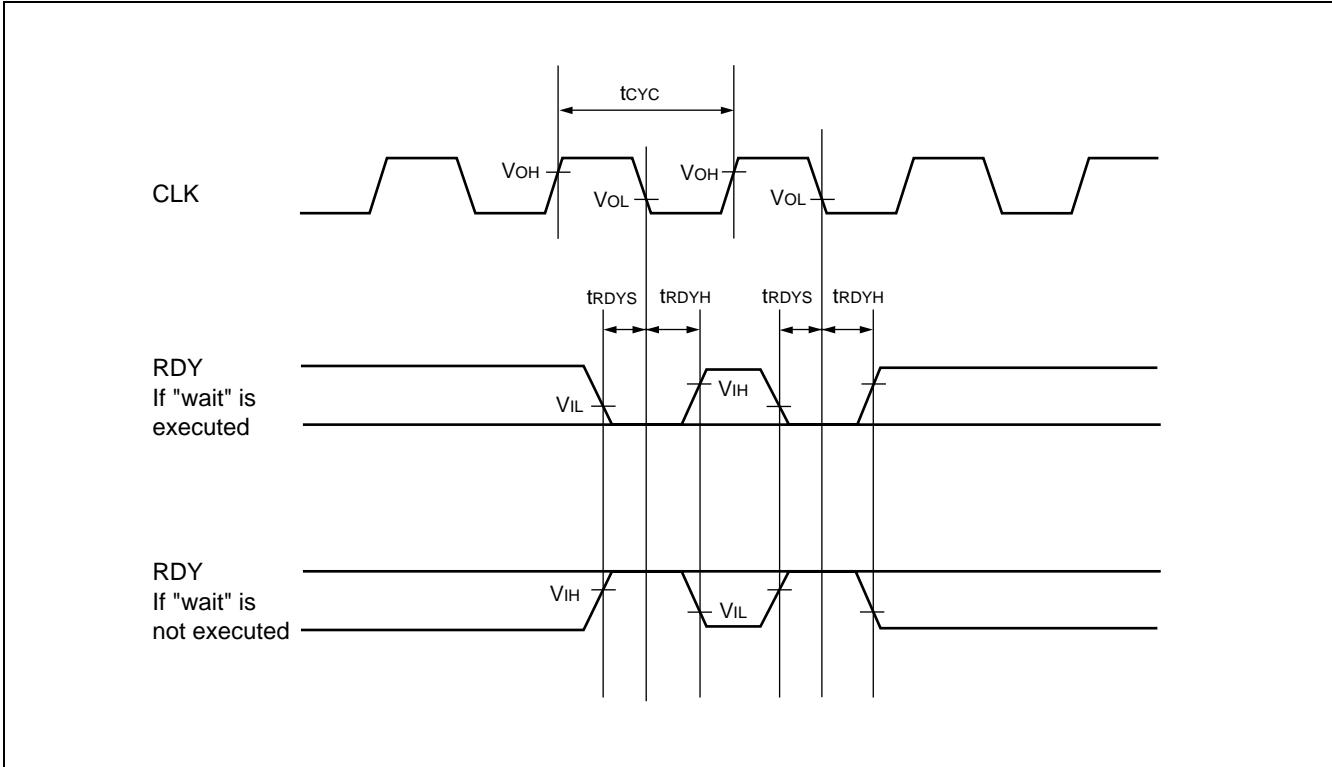 tCYC
VOH
VOH
CLK
VOL
VOL
tRDYS
tRDYH
tRDYS
tRDYH
RDY
If "wait" is
executed
VIH
VIL
RDY
If "wait" is
not executed
VIH
VIL